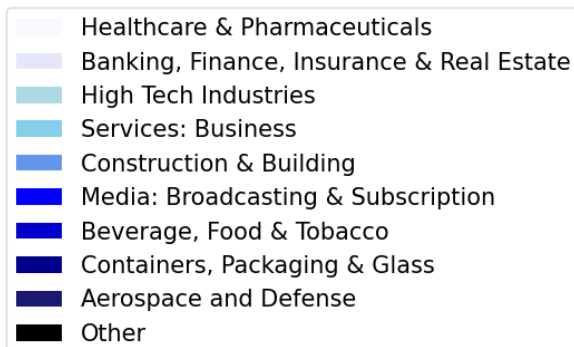 Healthcare & Pharmaceuticals
Banking, Finance, Insurance & Real Estate
High Tech Industries
Services: Business
Construction & Building
Media: Broadcasting & Subscription
Beverage, Food & Tobacco
Containers, Packaging & Glass
Aerospace and Defense
Other